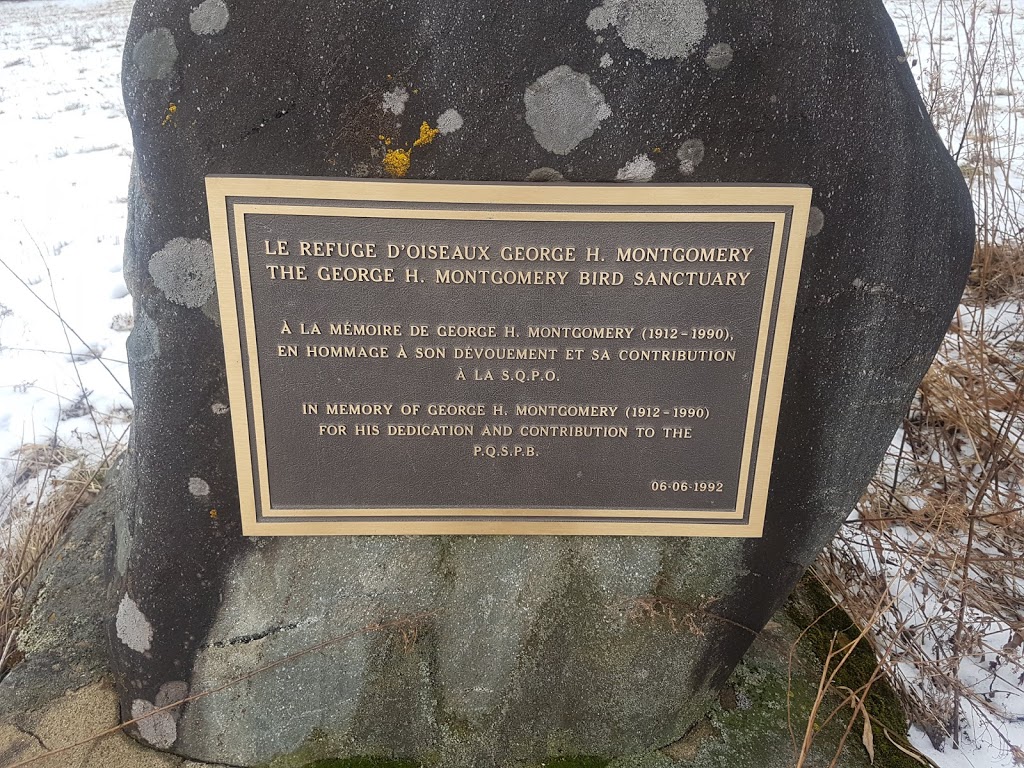 LE REFUGE D'OISEAUX GEORGE H. MONTGOMERY
THE GEORGE H. MONTGOMERY BIRD SANCTUARY
À LA MÉMOIRE DE GEORGE H. MONTGOMERY (1912-1990),
EN HOMMAGE À SON DÉVOUEMENT ET SA CONTRIBUTION
À LA S.Q.P.O.
IN MEMORY OF GEORGE H. MONTGOMERY (1912-1990)
FOR HIS DEDICATION AND CONTRIBUTION TO THE
P.Q.S.P.B.
06-06-1992